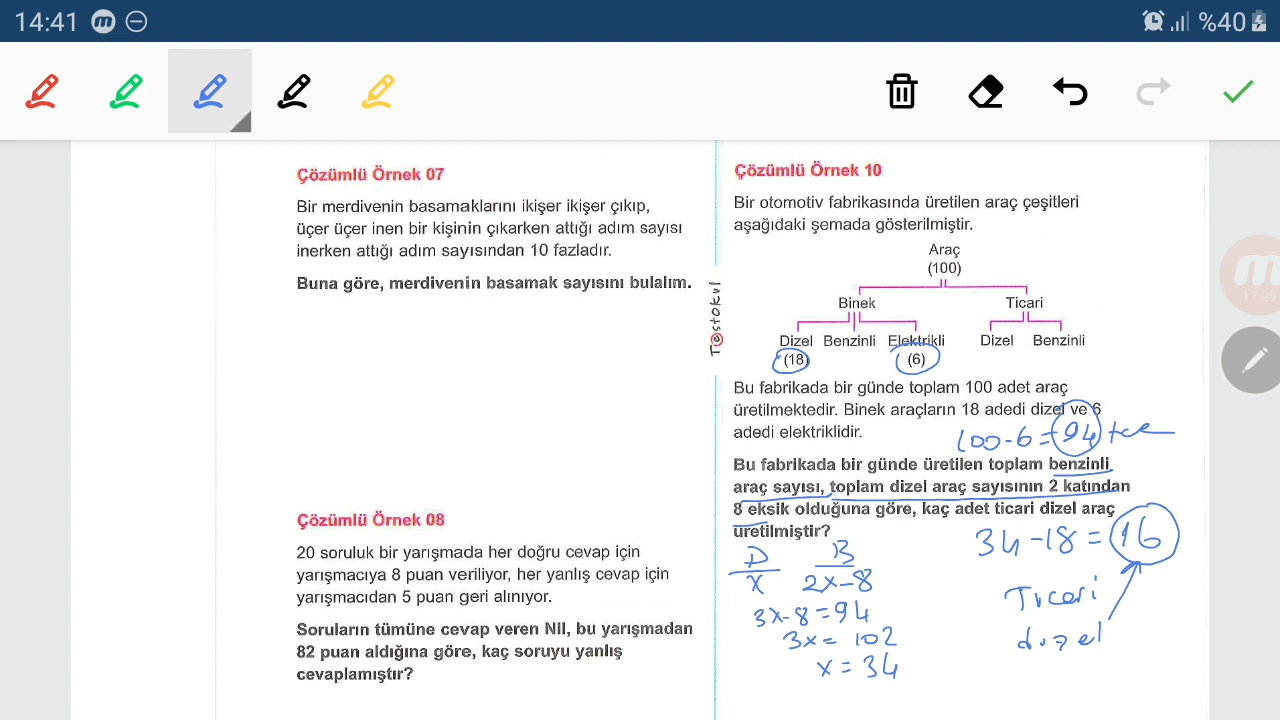 14:41
%40
Çözümlü Örnek 07
Bir merdivenin basamaklarını ikişer ikişer çıkıp,
üçer üçer inen bir kişinin çıkarken attığı adım sayısı
inerken attığı adım sayısından 10 fazladır.
Buna göre, merdivenin basamak sayısını bulalım.
Çözümlü Örnek 08
20 soruluk bir yarışmada her doğru cevap için
yarışmacıya 8 puan veriliyor, her yanlış cevap için
yarışmacıdan 5 puan geri alınıyor.
Soruların tümüne cevap veren Nil, bu yarışmadan
82 puan aldığına göre, kaç soruyu yanlış
cevaplamıştır?
Testokul
Çözümlü Örnek 10
Bir otomotiv fabrikasında üretilen araç çeşitleri
aşağıdaki şemada gösterilmiştir.
Araç
(100)
Binek Ticari
Dizel Benzinli Elektrikli Dizel Benzinli
(18) (6)
Bu fabrikada bir günde toplam 100 adet araç
üretilmektedir. Binek araçların 18 adedi dizel ve 6
adedi elektriklidir.
100-6=94
Bu fabrikada bir günde üretilen toplam benzinli
araç sayısı, toplam dizel araç sayısının 2 katından
8 eksik olduğuna göre, kaç adet ticari dizel araç
üretilmiştir?
34-18=16
D B
x 2x-8
3x-8=94
3x= 102
x=34
Ticari
dizel
17:29